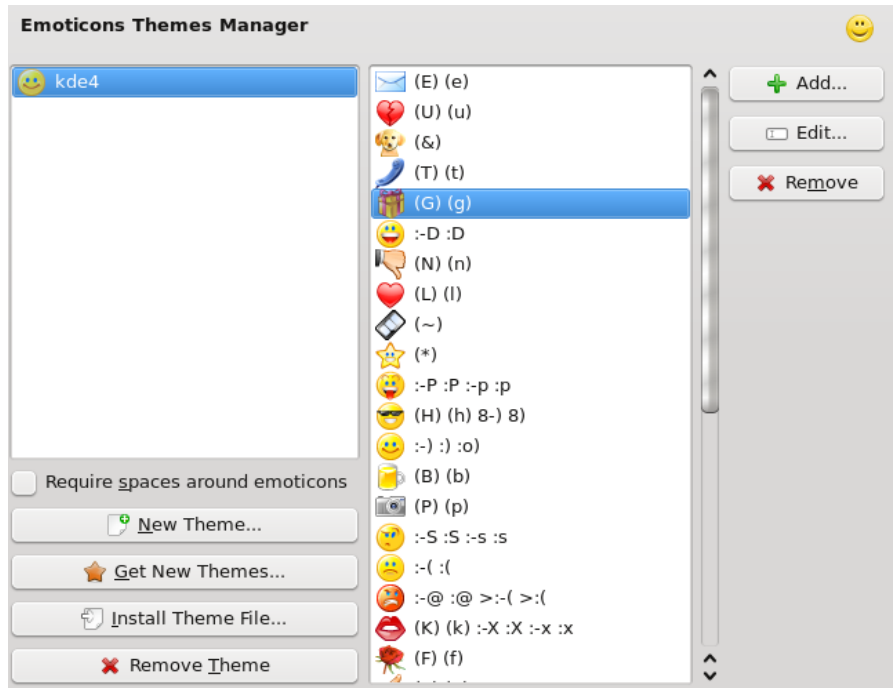 Emoticons Themes Manager
kde4
Require spaces around emoticons
New Theme...
Get New Themes...
Install Theme File...
Remove Theme
(E) (e)
(U) (u)
(&)
(T) (t)
(G) (g)
:-D :D
(N) (n)
(L) (l)
(~)
(*)
:-P :P :-p :p
(H) (h) 8-) 8)
:-) :) :o)
(B) (b)
(P) (p)
:-S :S :-s :s
:-( :(
:-@ :@ >:-( >:(
(K) (k) :-X :X :-x :x
(F) (f)
Add...
Edit...
Remove